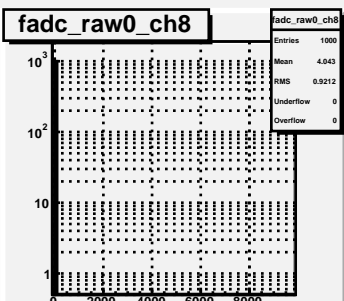 fadc_raw0_ch8
fadc_raw0_ch8
Entries 1000
Mean 4.043
RMS 0.9212
Underflow 0
Overflow 0
10³
10²
10
1
0 2000 4000 6000 8000